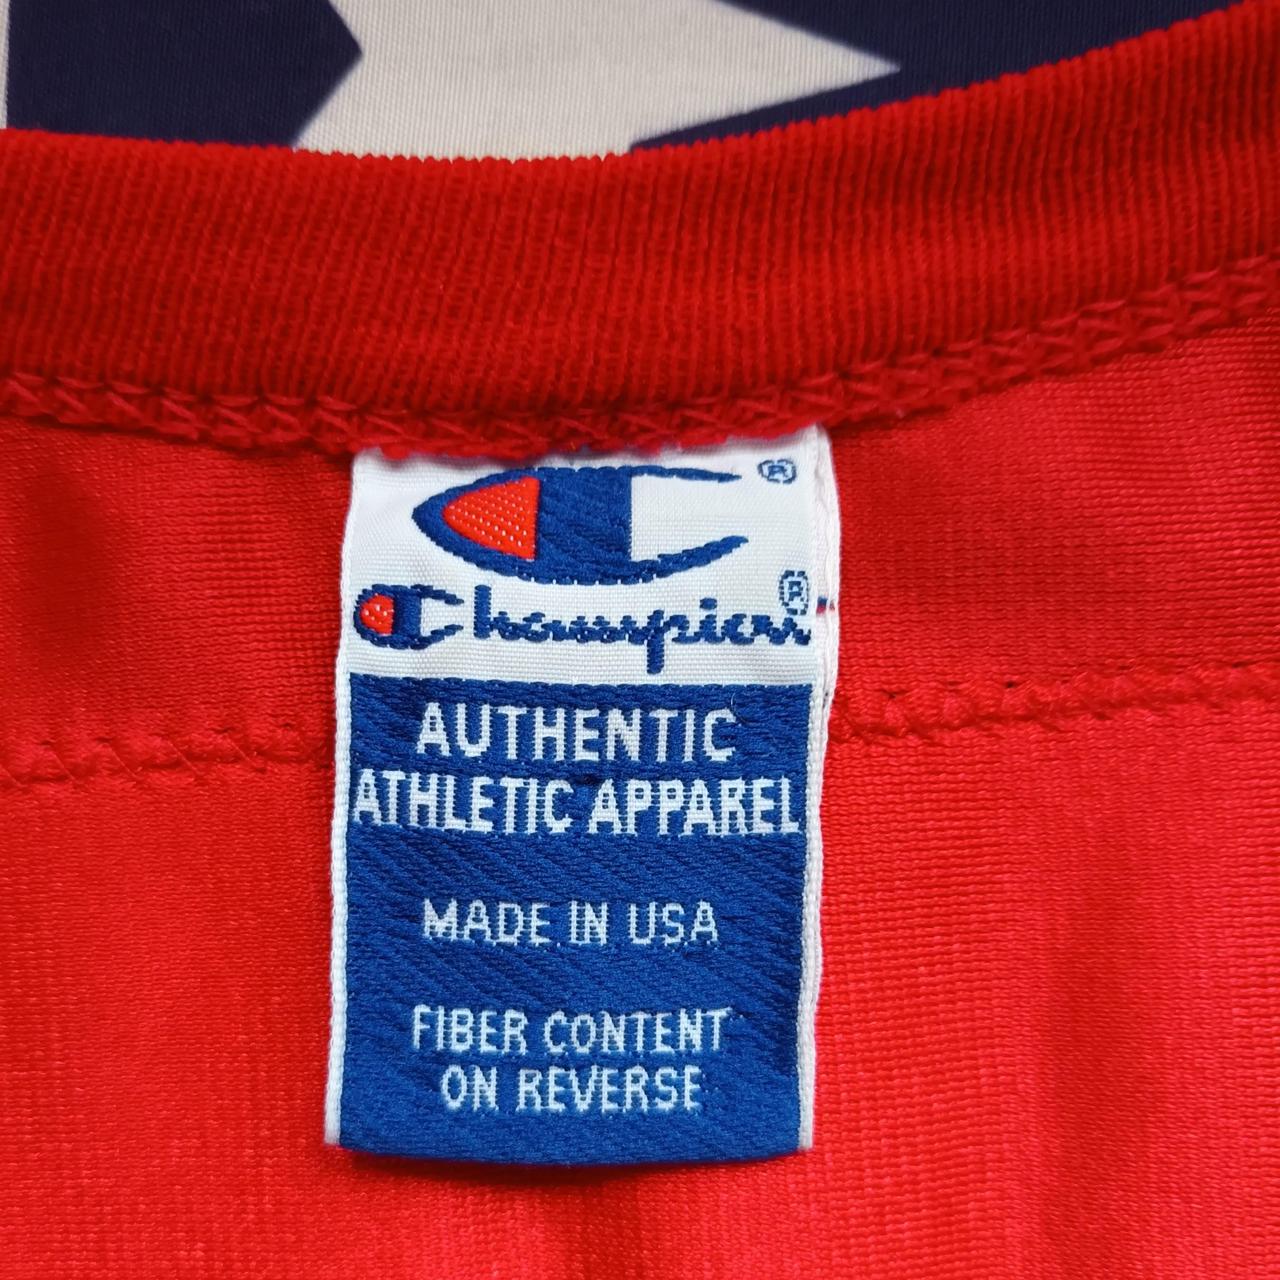 ®
Champion®
AUTHENTIC
ATHLETIC APPAREL
MADE IN USA
FIBER CONTENT
ON REVERSE